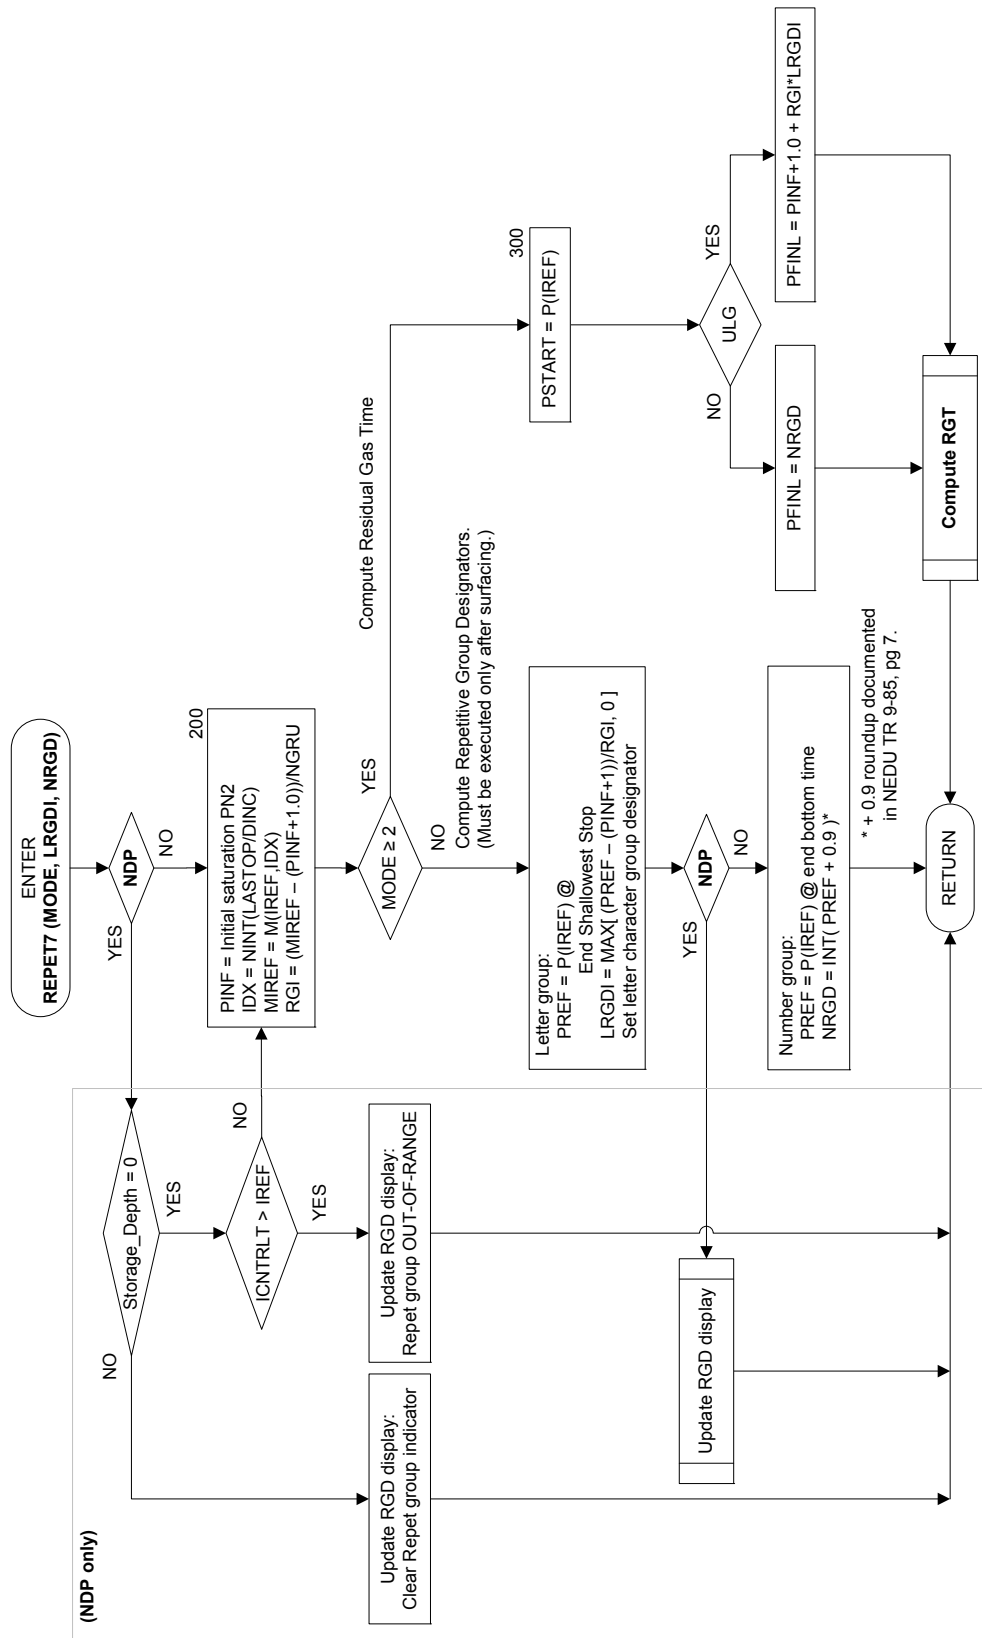 ENTER
REPET7 (MODE, LRGDI, NRGD)
NDP
YES
NO
(NDP only)
Storage_Depth = 0
NO
YES
ICNTRLT > IREF
NO
YES
Update RGD display:
Clear Repet group indicator
Update RGD display:
Repet group OUT-OF-RANGE
200
PINF = Initial saturation PN2
IDX = NINT(LASTOP/DINC)
MIREF = M(IREF,IDX)
RGI = (MIREF – (PINF+1.0))/NGRU
MODE ≥ 2
YES
NO
Compute Residual Gas Time
Compute Repetitive Group Designators.
(Must be executed only after surfacing.)
Letter group:
PREF = P(IREF) @
End Shallowest Stop
LRGDI = MAX[ (PREF – (PINF+1))/RGI, 0 ]
Set letter character group designator
NDP
YES
NO
Update RGD display
Number group:
PREF = P(IREF) @ end bottom time
NRGD = INT( PREF + 0.9 )*
* + 0.9 roundup documented
in NEDU TR 9-85, pg 7.
300
PSTART = P(IREF)
ULG
NO
YES
PFINL = NRGD
PFINL = PINF+1.0 + RGI*LRGDI
Compute RGT
RETURN